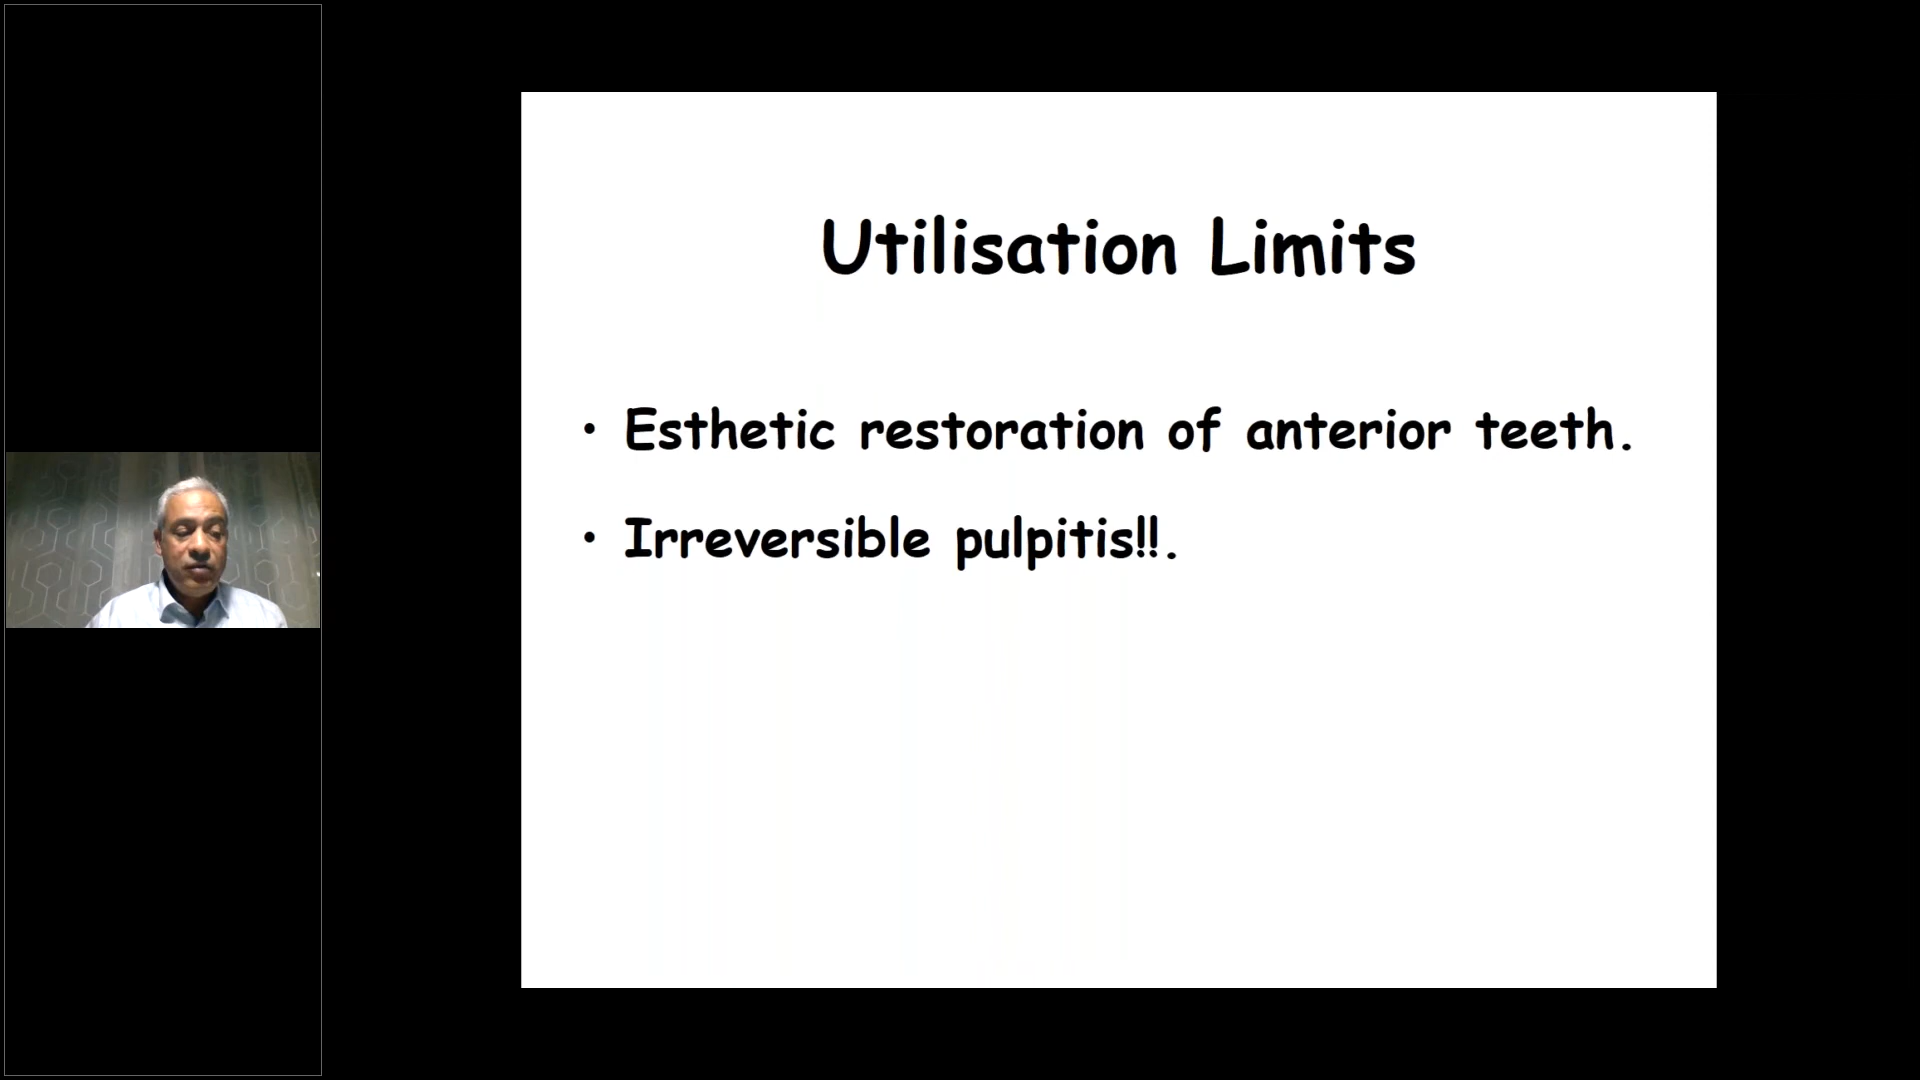 Utilisation Limits
• Esthetic restoration of anterior teeth.
• Irreversible pulpitis!!.